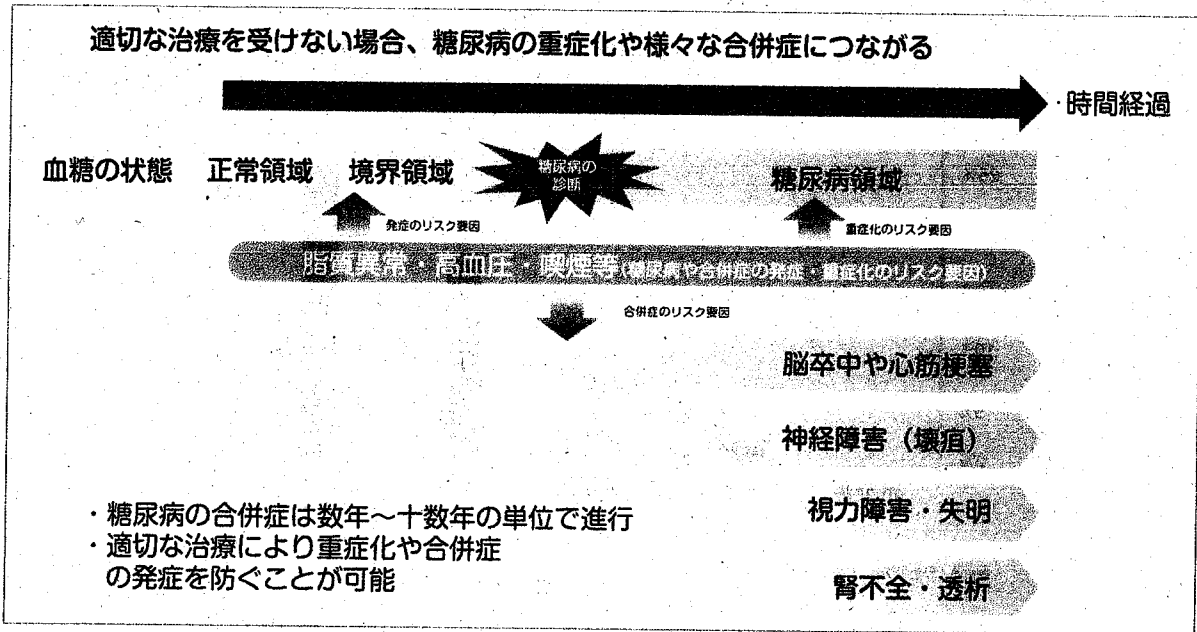 適切な治療を受けない場合、糖尿病の重症化や様々な合併症につながる
・時間経過
血糖の状態 正常領域 境界領域 糖尿病の 糖尿病領域
診断
発症のリスク要因 重症化のリスク要因
脂質異常・高血圧・喫煙等(糖尿病や合併症の発症・重症化のリスク要因)
合併症のリスク要因
脳卒中や心筋梗塞
神経障害（壊疽）
視力障害・失明
腎不全・透析
・糖尿病の合併症は数年～十数年の単位で進行
・適切な治療により重症化や合併症
の発症を防ぐことが可能